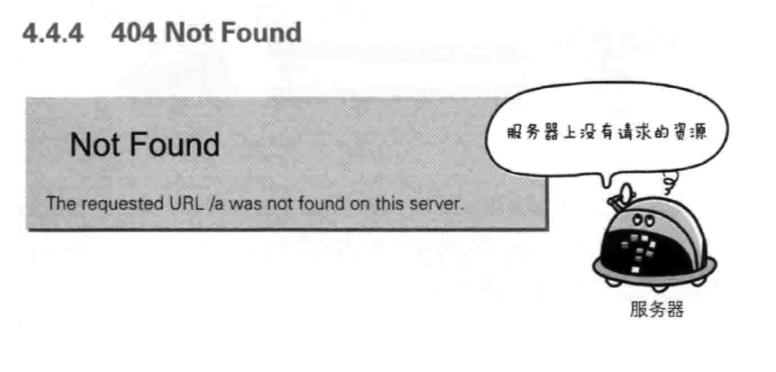 4.4.4 404 Not Found
Not Found
The requested URL /a was not found on this server.
服务器上没有请求的资源
服务器